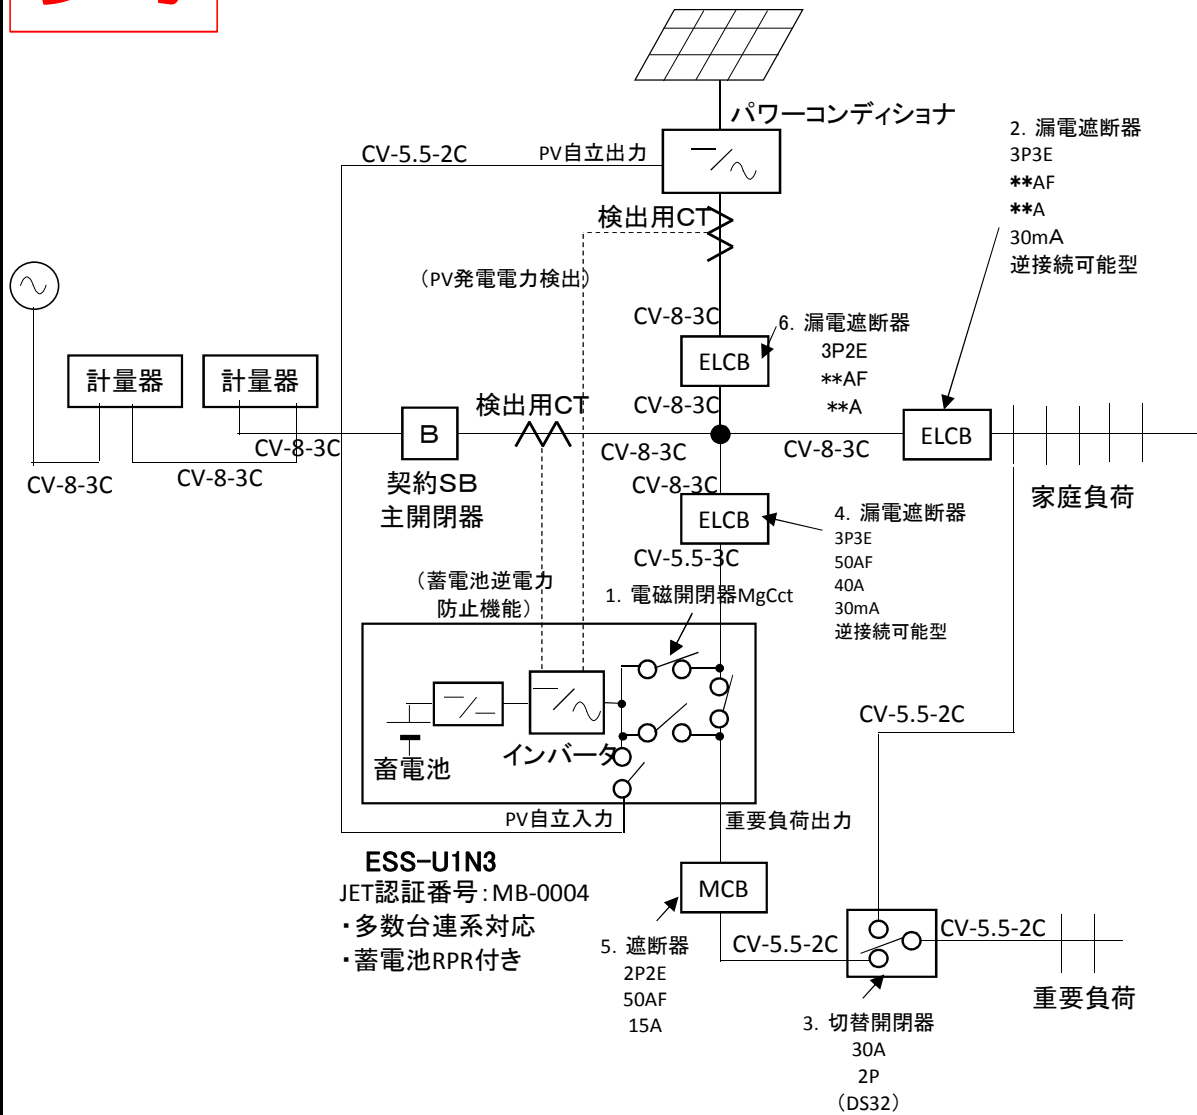 パワーコンディショナ
2. 漏電遮断器
3P3E
**AF
**A
30mA
逆接続可能型
CV-5.5-2C
PV自立出力
検出用CT
(PV発電電力検出)
CV-8-3C
6. 漏電遮断器
3P2E
**AF
**A
ELCB
計量器
計量器
検出用CT
CV-8-3C
B
ELCB
CV-8-3C
CV-8-3C
CV-8-3C
CV-8-3C
CV-8-3C
CV-8-3C
契約SB
主開閉器
家庭負荷
ELCB
4. 漏電遮断器
3P3E
50AF
40A
30mA
逆接続可能型
CV-5.5-3C
(蓄電池逆電力
防止機能)
1. 電磁開閉器MgCct
CV-5.5-2C
インバータ
蓄電池
PV自立入力
重要負荷出力
ESS-U1N3
JET認証番号:MB-0004
・多数台連系対応
・蓄電池RPR付き
MCB
5. 遮断器
2P2E
50AF
15A
CV-5.5-2C
CV-5.5-2C
重要負荷
3. 切替開閉器
30A
2P
(DS32)